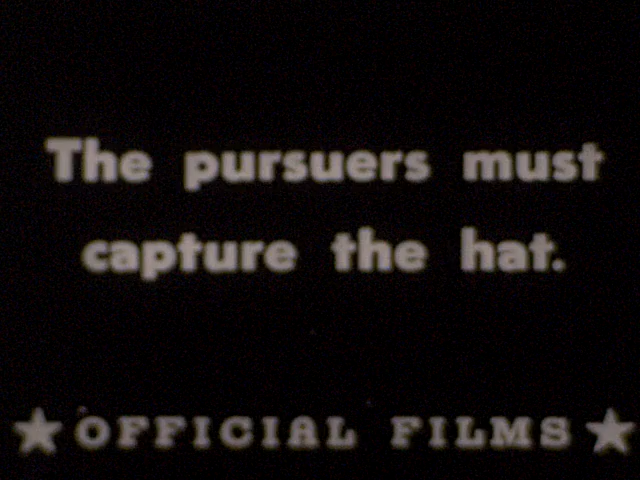 The pursuers must
capture the hat.
★ OFFICIAL FILMS ★